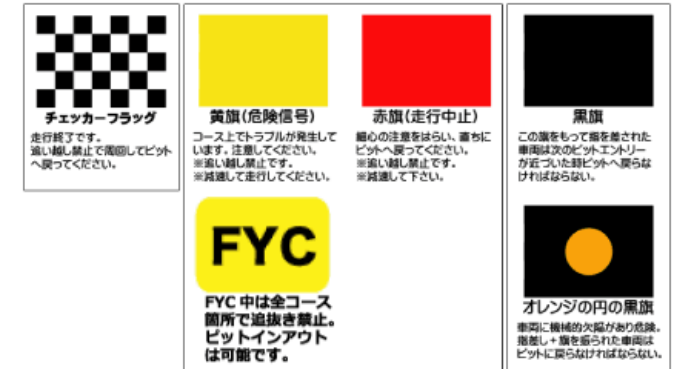 チェッカーフラッグ
走行終了です。
追い越し禁止で周回してピット
へ戻ってください。
黄旗(危険信号)
コース上でトラブルが発生して
います。注意してください。
※追い越し禁止です。
※減速して走行してください。
赤旗(走行中止)
細心の注意をはらい、直ちに
ピットへ戻ってください。
※追い越し禁止です。
※減速して下さい。
黒旗
この旗をもって指を差された
車両は次のピットエントリー
が近づいた時ピットへ戻らな
ければならない。
FYC
FYC 中は全コース
箇所で追抜き禁止。
ピットインアウト
は可能です。
オレンジの円の黒旗
車両に機械的欠陥があり危険。
指差し+旗を振られた車両は
ピットに戻らなければならない。